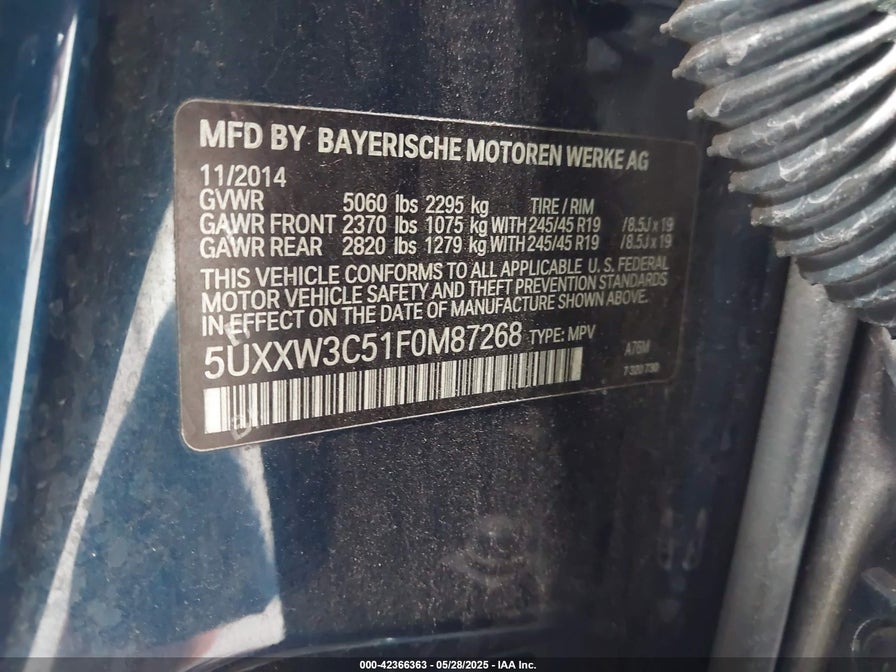 MFD BY BAYERISCHE MOTOREN WERKE AG
11/2014
GVWR 5060 lbs 2295 kg TIRE / RIM
GAWR FRONT 2370 lbs 1075 kg WITH 245/45 R19 /8.5J x 19
GAWR REAR 2820 lbs 1279 kg WITH 245/45 R19 /8.5J x 19
THIS VEHICLE CONFORMS TO ALL APPLICABLE U.S. FEDERAL
MOTOR VEHICLE SAFETY AND THEFT PREVENTION STANDARDS
IN EFFECT ON THE DATE OF MANUFACTURE SHOWN ABOVE.
5UXXW3C51F0M87268 TYPE: MPV
A76M
7 320 730
000-42366363 - 05/28/2025 - IAA Inc.